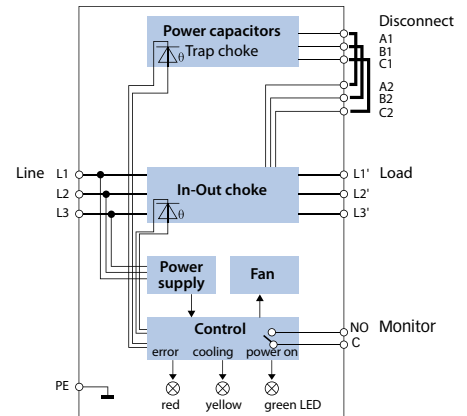 Disconnect
Power capacitors
Trap choke
θ
A1
B1
C1
A2
B2
C2
Line L1 L1' Load
L2 In-Out choke L2'
L3 L3'
θ
Power supply
Fan
Control
NO Monitor
C
error cooling power on
PE
red yellow green LED